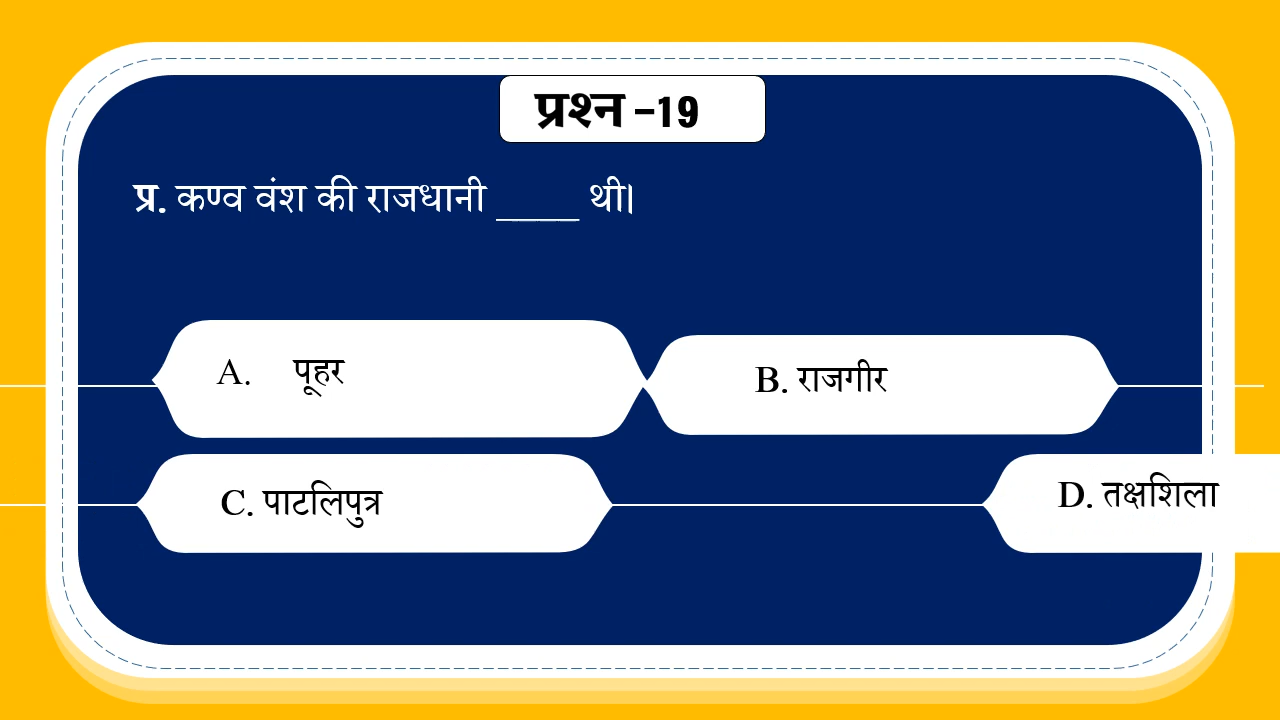 प्रश्न –19
प्र. कण्व वंश की राजधानी ____ थी।
A. पूहर
B. राजगीर
C. पाटलिपुत्र
D. तक्षशिला